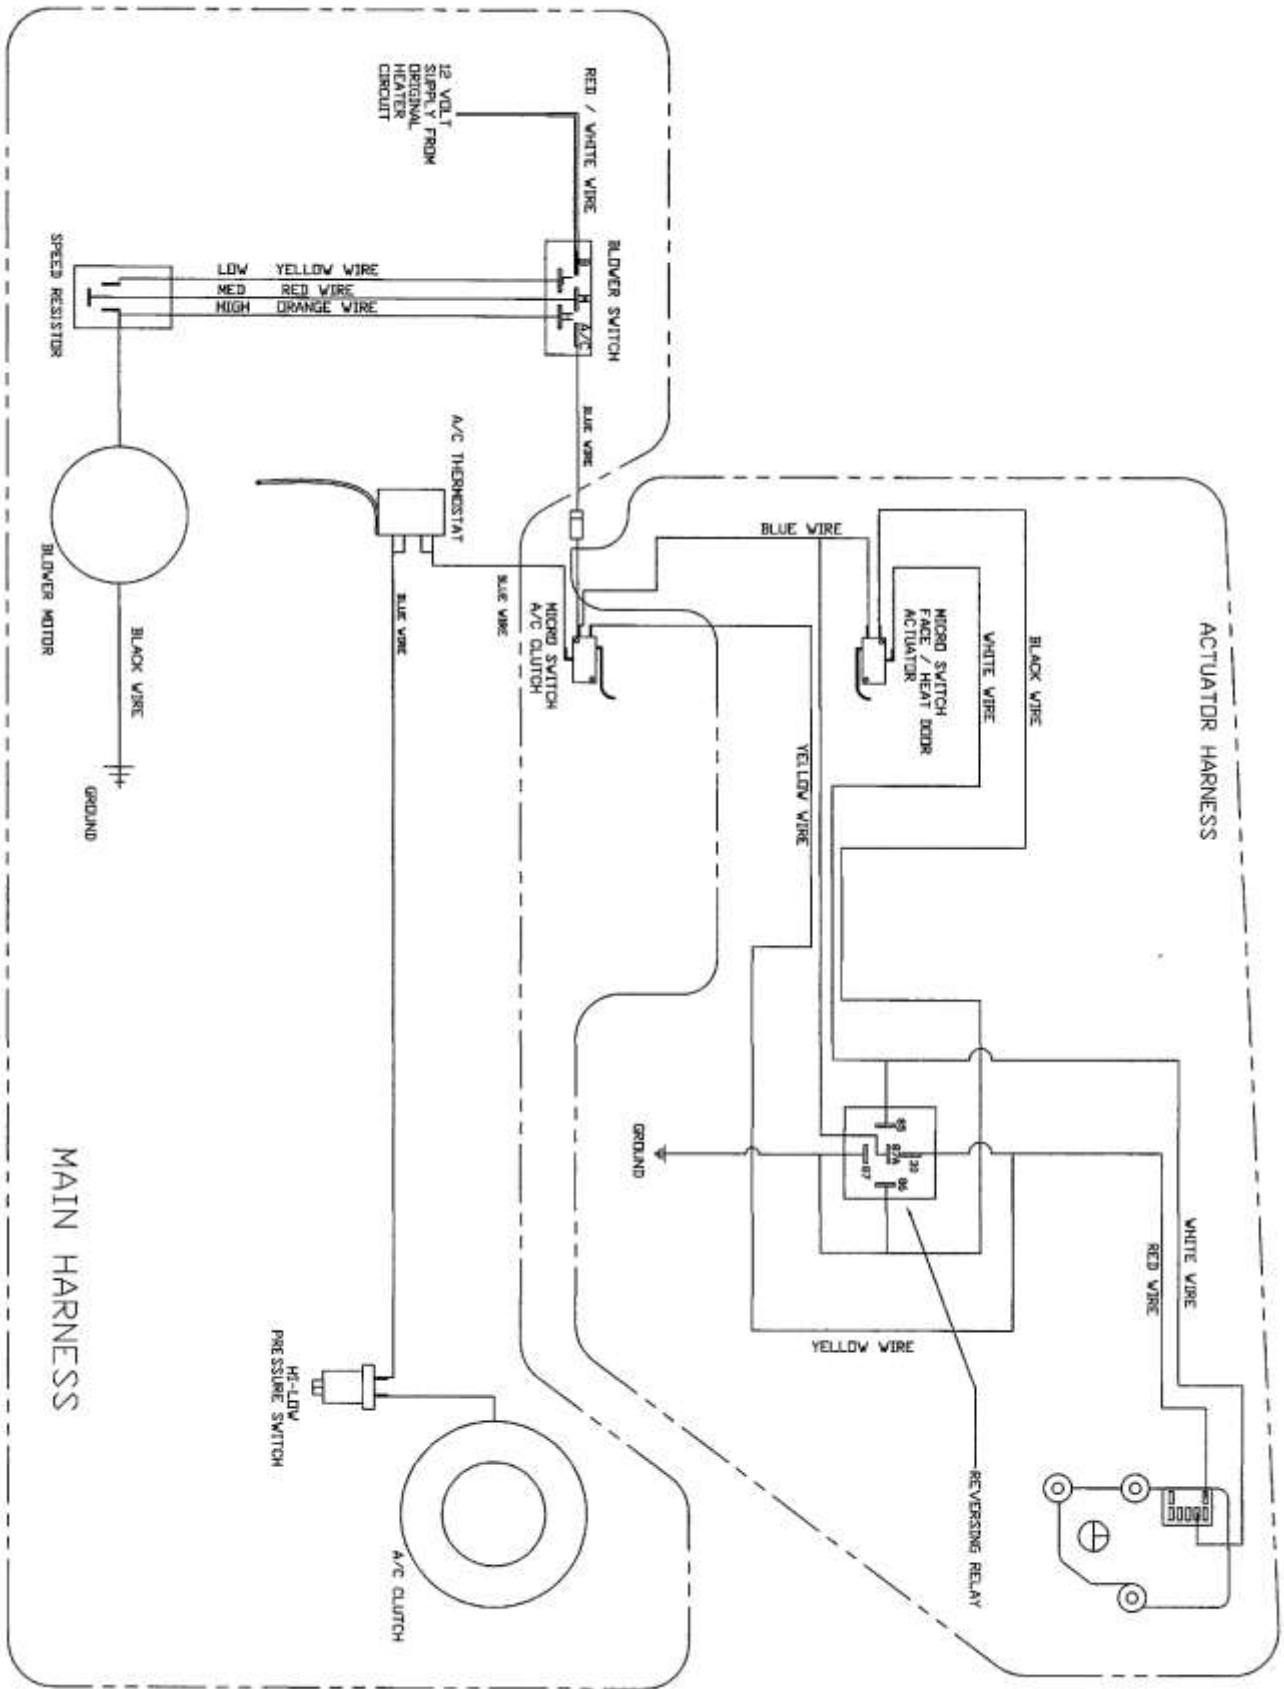 12 VOLT
SUPPLY FROM
ORIGINAL
HEATER
CIRCUIT
RED / WHITE WIRE
BLOWER SWITCH
B
L
M
H
A/C
LOW YELLOW WIRE
MED RED WIRE
HIGH ORANGE WIRE
SPEED RESISTOR
BLUE WIRE
A/C THERMOSTAT
BLOWER MOTOR
BLACK WIRE
GROUND
BLUE WIRE
BLUE WIRE
MICRO SWITCH
A/C CLUTCH
BLUE WIRE
MICRO SWITCH
FACE / HEAT DOOR
ACTUATOR
WHITE WIRE
BLACK WIRE
ACTUATOR HARNESS
YELLOW WIRE
GROUND
85
87A
30
87
86
YELLOW WIRE
WHITE WIRE
RED WIRE
REVERSING RELAY
HI-LOW
PRESSURE SWITCH
A/C CLUTCH
MAIN HARNESS